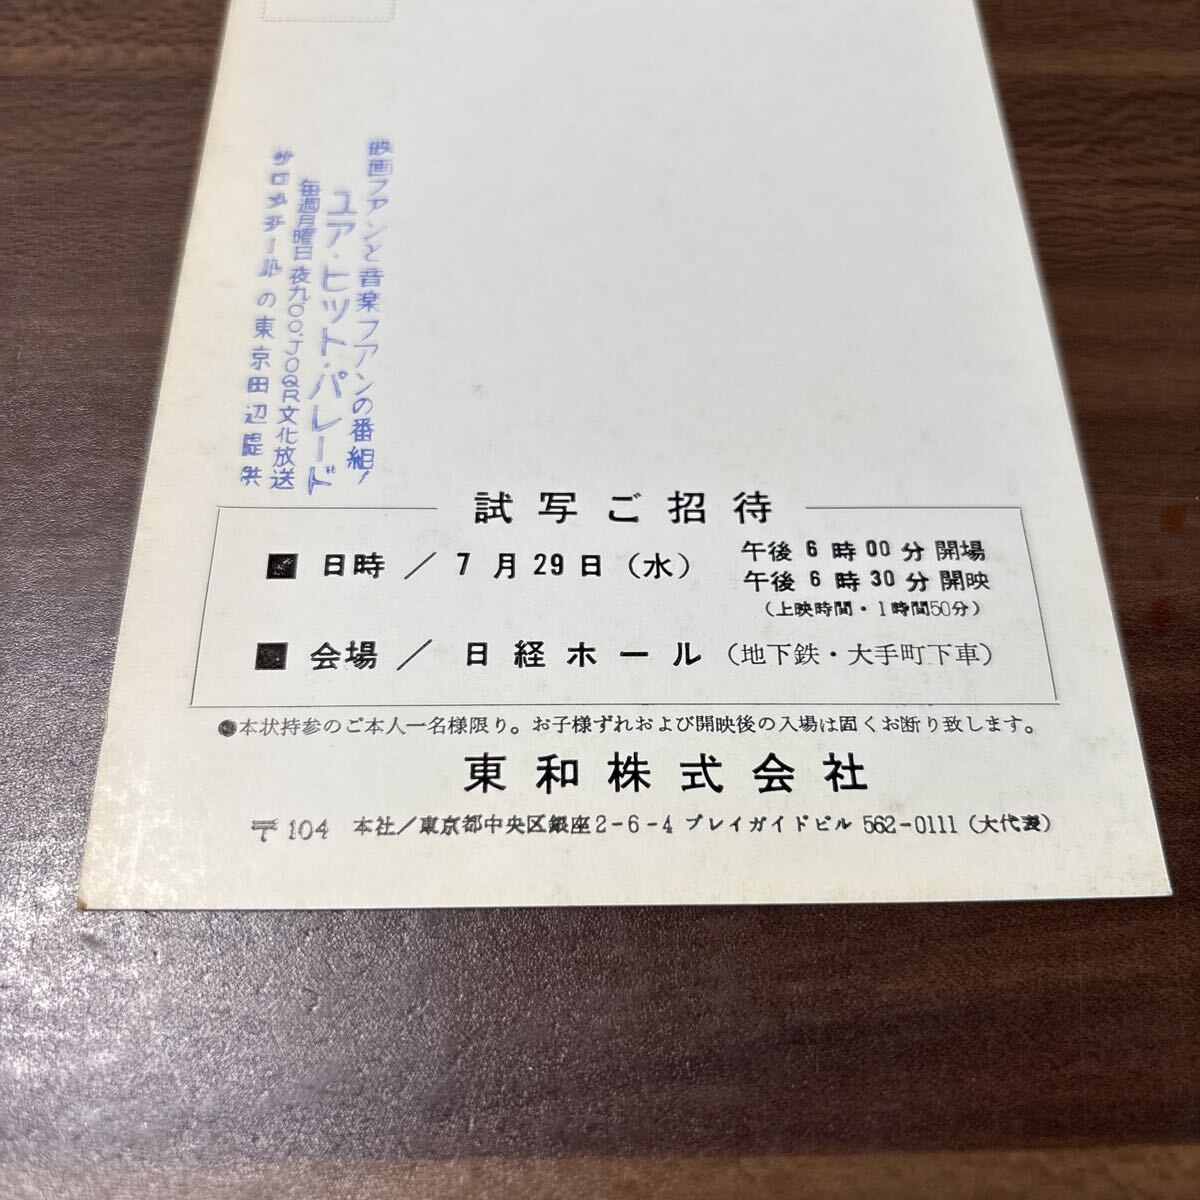 映画ファンと音楽ファンの番組!
ユア・ヒット・パレード
毎週月曜日夜九.00.JOQR文化放送
サロメチールの東京田辺提供
試写ご招待
■ 日時 / 7月29日(水) 午後6時00分開場
午後6時30分開映
(上映時間・1時間50分)
■ 会場 / 日経ホール (地下鉄・大手町下車)
●本状持参のご本人一名様限り。お子様ずれおよび開映後の入場は固くお断り致します。
東和株式会社
〒104 本社/東京都中央区銀座2-6-4 プレイガイドビル 562-0111 (大代表)